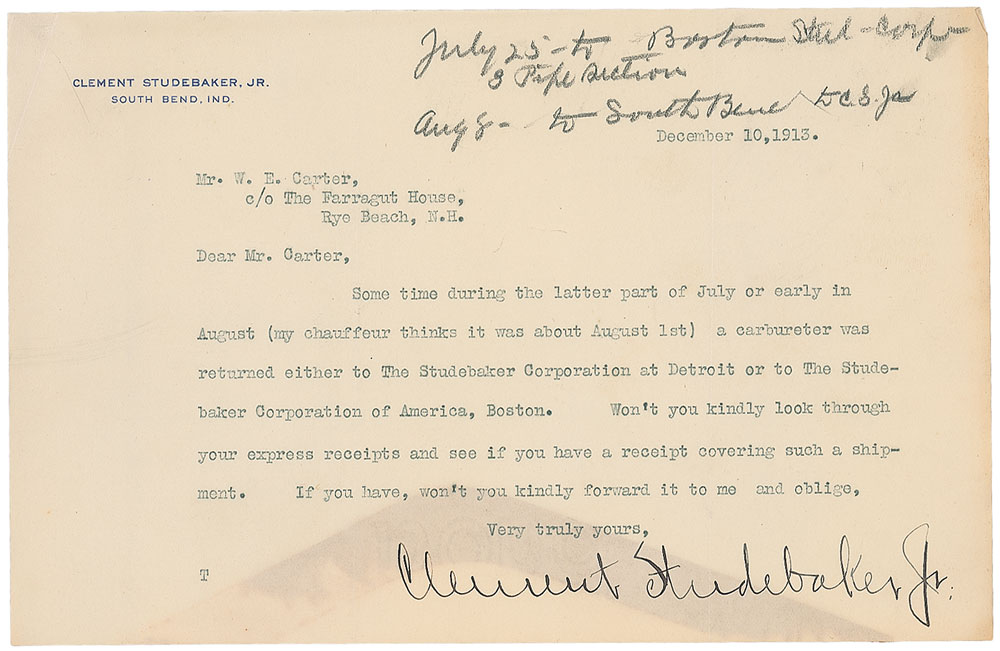 July 25 - to Boston Stud - Corp
3 Pipe section
Aug 8 - to South Bend to C. S. Jr
CLEMENT STUDEBAKER, JR.
SOUTH BEND, IND.
December 10,1913.
Mr. W. E. Carter,
c/o The Farragut House,
Rye Beach, N.H.
Dear Mr. Carter,
Some time during the latter part of July or early in
August (my chauffeur thinks it was about August 1st) a carbureter was
returned either to The Studebaker Corporation at Detroit or to The Stude-
baker Corporation of America, Boston. Won't you kindly look through
your express receipts and see if you have a receipt covering such a ship-
ment. If you have, won't you kindly forward it to me and oblige,
Very truly yours,
Clement Studebaker Jr.
T